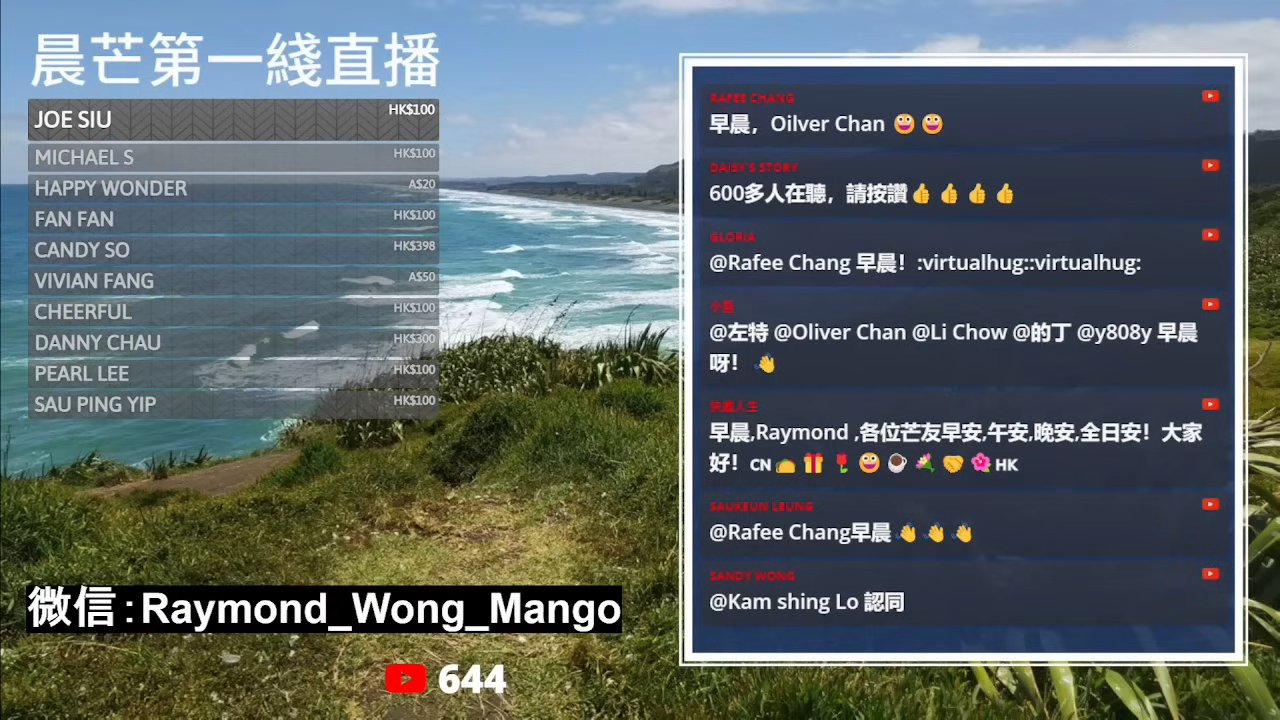 晨芒第一綫直播
JOE SIU HK$100
MICHAEL S HK$100
HAPPY WONDER A$20
FAN FAN HK$100
CANDY SO HK$398
VIVIAN FANG A$50
CHEERFUL HK$100
DANNY CHAU HK$300
PEARL LEE HK$100
SAU PING YIP HK$100
微信:Raymond_Wong_Mango
644
RAFEE CHANG
早晨，Oilver Chan 😀 😀
DAISY'S STORY
600多人在聽，請按讚👍 👍 👍 👍
GLORIA
@Rafee Chang 早晨！:virtualhug::virtualhug:
@左特 @Oliver Chan @Li Chow @的丁 @y808y 早晨
呀！ 👋
早晨,Raymond ,各位芒友早安,午安,晚安,全日安！大家
好！CN🌮 🎁 🌷 😀 ☕ 💐 🤝 🌺HK
SAUKEUN LEUNG
@Rafee Chang早晨👋 👋 👋
SANDY WONG
@Kam shing Lo 認同